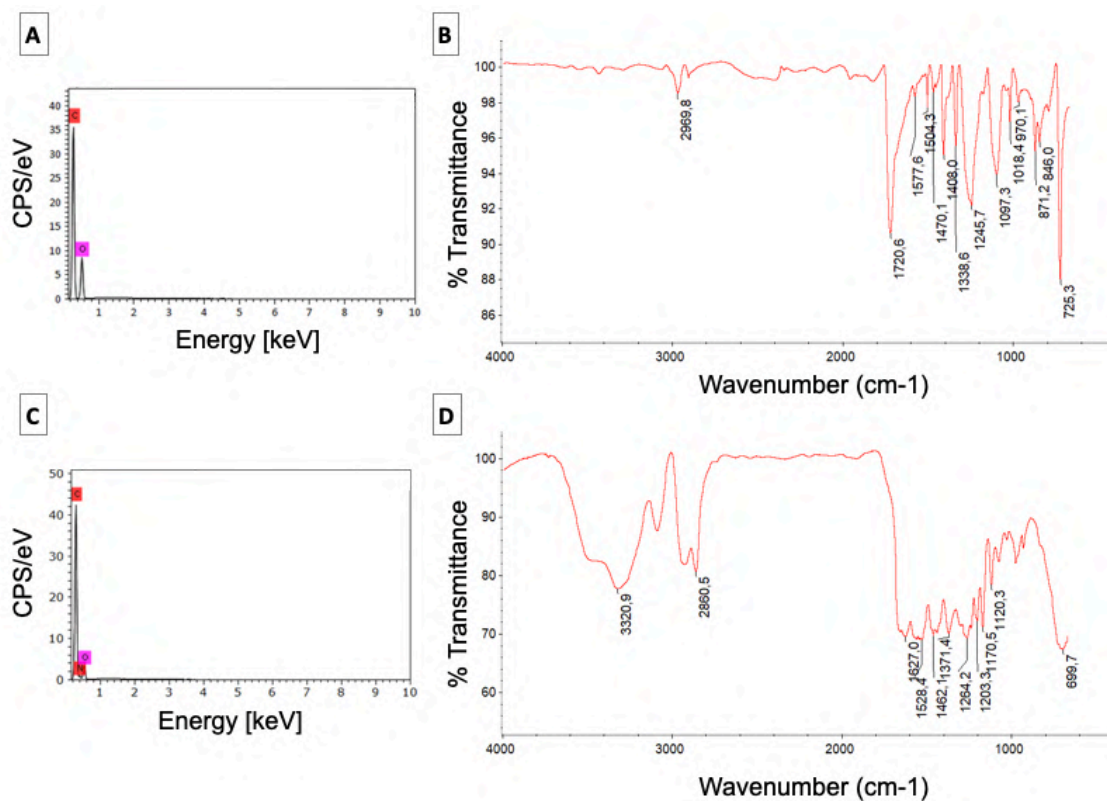 A
CPS/eV
40
35
30
25
20
15
10
5
0
C
O
1 2 3 4 5 6 7 8 9 10
Energy [keV]
B
% Transmittance
100
98
96
94
92
90
88
86
2969,8
1720,6
1577,6
1504,3
1470,1
1408,0
1338,6
1245,7
1097,3
1018,4
970,1
871,2
846,0
725,3
4000 3000 2000 1000
Wavenumber (cm-1)
C
CPS/eV
50
40
30
20
10
0
C
N
O
1 2 3 4 5 6 7 8 9 10
Energy [keV]
D
% Transmittance
100
90
80
70
60
3320,9
2860,5
1627,0
1528,4
1462,1
1371,4
1264,2
1203,3
1170,5
1120,3
699,7
4000 3000 2000 1000
Wavenumber (cm-1)